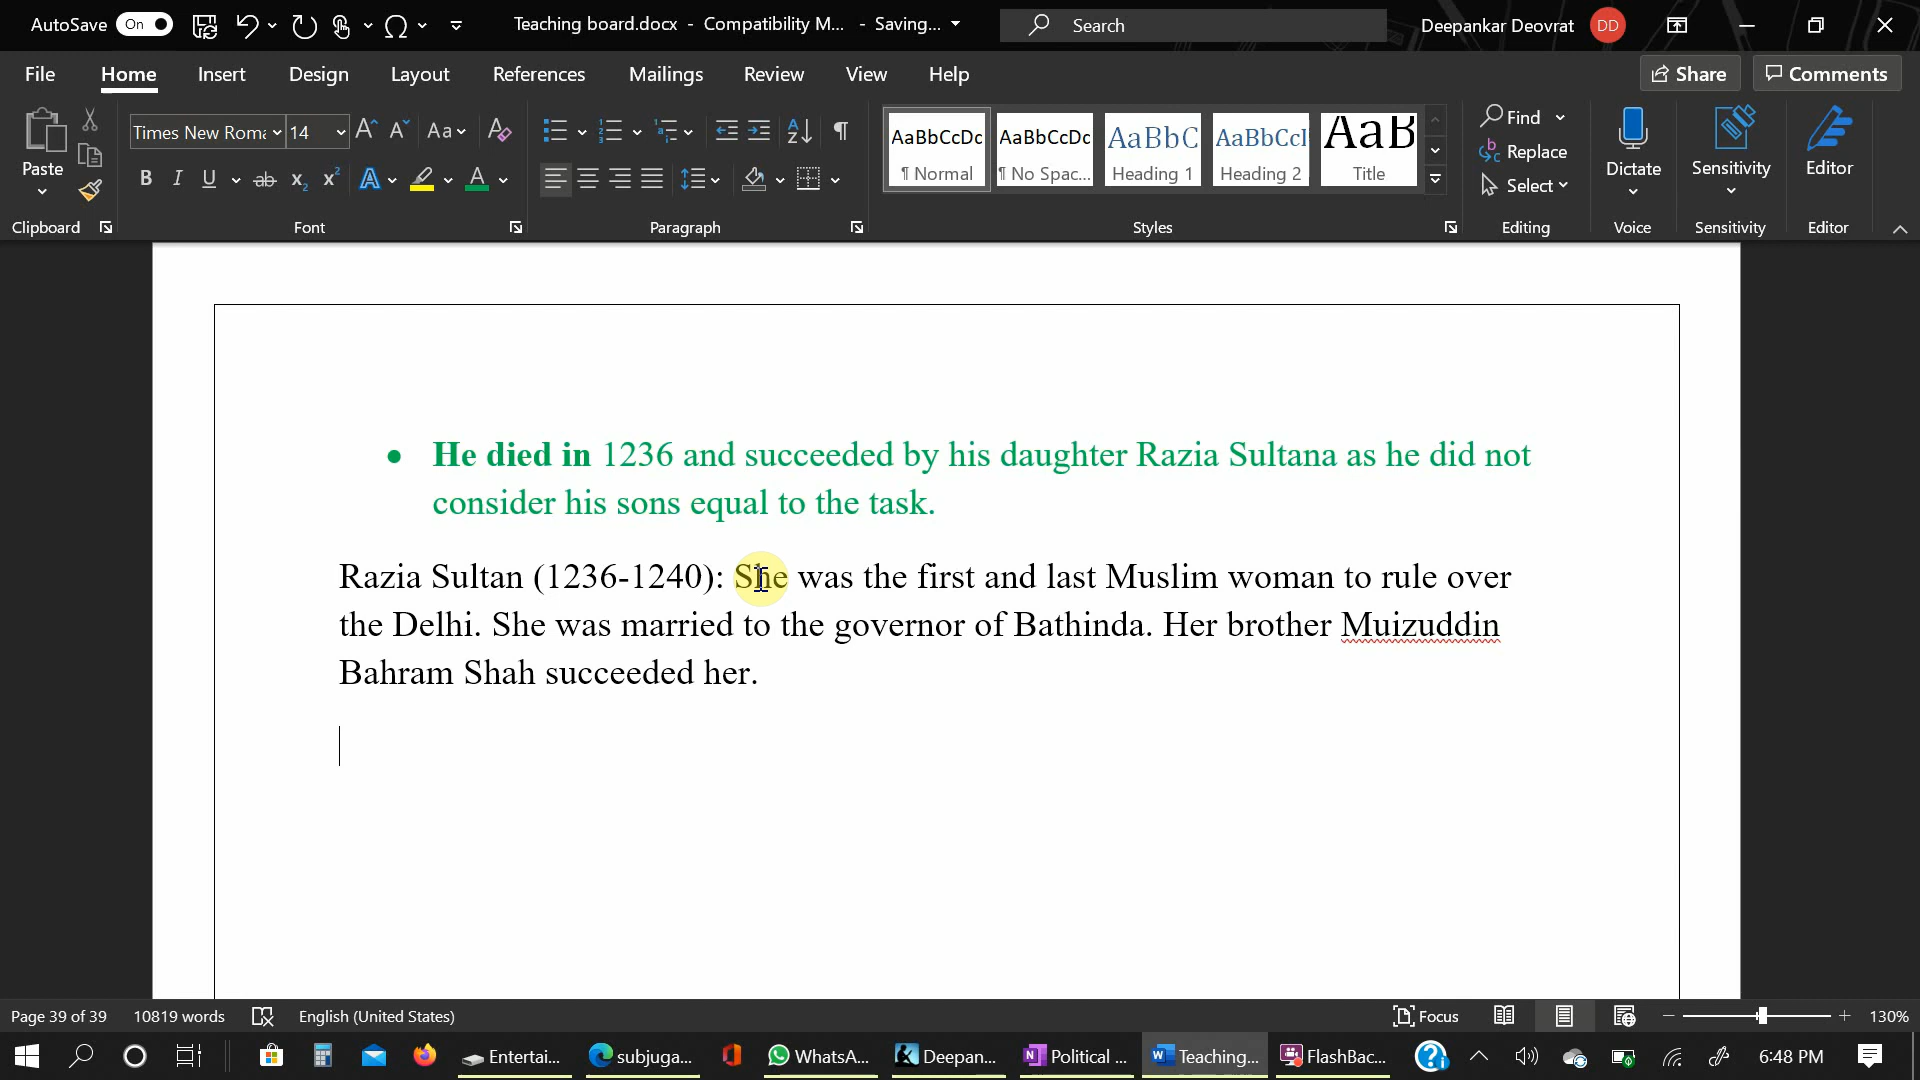 AutoSave On Teaching board.docx - Compatibility M... - Saving... Search Deepankar Deovrat DD
File Home Insert Design Layout References Mailings Review View Help Share Comments
Times New Roma 14 Aa
Paste B I U ab x₂ x² A A
AaBbCcDc AaBbCcDc AaBbC AaBbCcI AaB
¶ Normal ¶ No Spac... Heading 1 Heading 2 Title
Find
Replace
Select
Dictate Sensitivity Editor
Clipboard Font Paragraph Styles Editing Voice Sensitivity Editor
• He died in 1236 and succeeded by his daughter Razia Sultana as he did not
consider his sons equal to the task.
Razia Sultan (1236-1240): She was the first and last Muslim woman to rule over
the Delhi. She was married to the governor of Bathinda. Her brother Muizuddin
Bahram Shah succeeded her.
Page 39 of 39 10819 words English (United States) Focus 130%
Entertai... subjuga... WhatsA... Deepan... Political ... Teaching... FlashBac... 6:48 PM